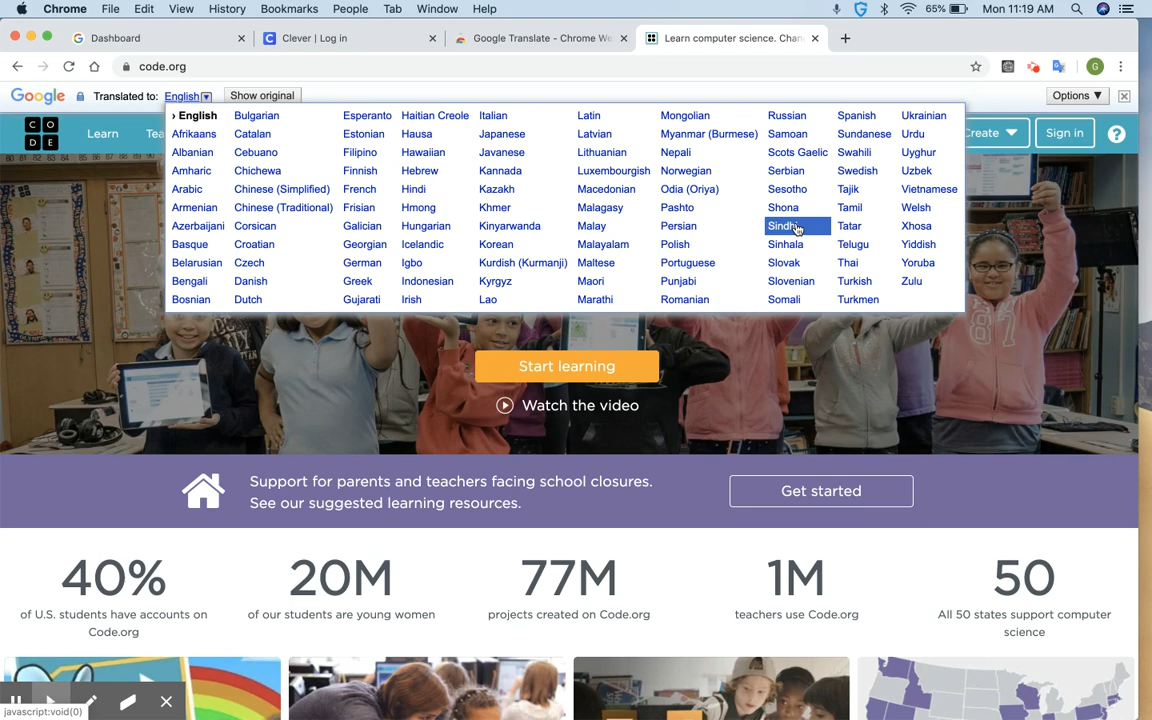 Chrome File Edit View History Bookmarks People Tab Window Help 65% Mon 11:19 AM
Dashboard Clever | Log in Google Translate - Chrome We Learn computer science. Chan
code.org G
Google Translated to: English Show original Options ▼
› English Bulgarian Esperanto Haitian Creole Italian Latin Mongolian Russian Spanish Ukrainian
Afrikaans Catalan Estonian Hausa Japanese Latvian Myanmar (Burmese) Samoan Sundanese Urdu
Albanian Cebuano Filipino Hawaiian Javanese Lithuanian Nepali Scots Gaelic Swahili Uyghur
Amharic Chichewa Finnish Hebrew Kannada Luxembourgish Norwegian Serbian Swedish Uzbek
Arabic Chinese (Simplified) French Hindi Kazakh Macedonian Odia (Oriya) Sesotho Tajik Vietnamese
Armenian Chinese (Traditional) Frisian Hmong Khmer Malagasy Pashto Shona Tamil Welsh
Azerbaijani Corsican Galician Hungarian Kinyarwanda Malay Persian Sindhi Tatar Xhosa
Basque Croatian Georgian Icelandic Korean Malayalam Polish Sinhala Telugu Yiddish
Belarusian Czech German Igbo Kurdish (Kurmanji) Maltese Portuguese Slovak Thai Yoruba
Bengali Danish Greek Indonesian Kyrgyz Maori Punjabi Slovenian Turkish Zulu
Bosnian Dutch Gujarati Irish Lao Marathi Romanian Somali Turkmen
CODE Learn Tea Create ▼ Sign in ?
Start learning
Watch the video
Support for parents and teachers facing school closures.
See our suggested learning resources.
Get started
40% 20M 77M 1M 50
of U.S. students have accounts on Code.org
of our students are young women
projects created on Code.org
teachers use Code.org
All 50 states support computer science
javascript:void(0)